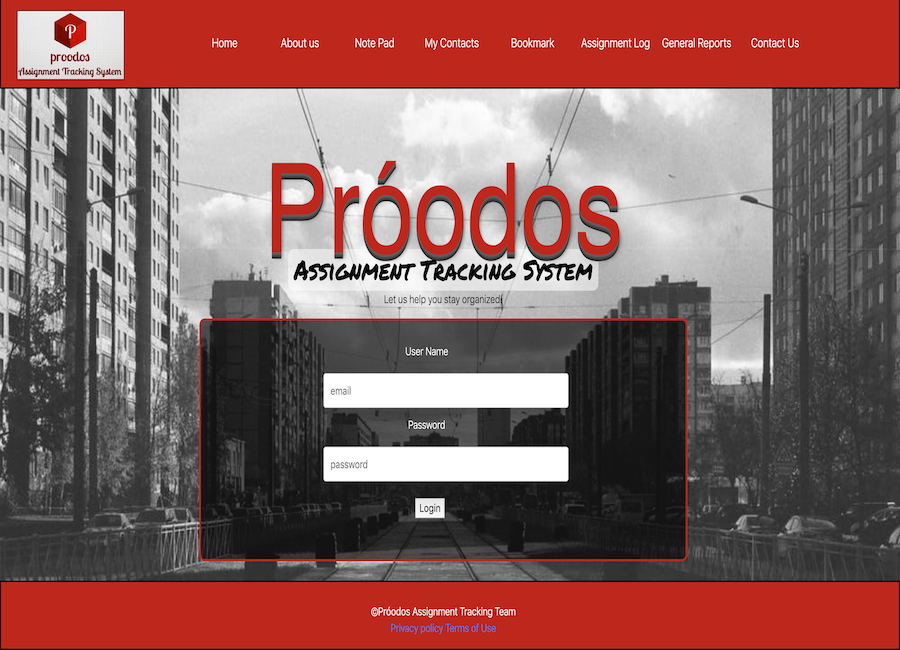 P
proodos
Assignment Tracking System
Home About us Note Pad My Contacts Bookmark Assignment Log General Reports Contact Us
Próodos
Assignment Tracking System
Let us help you stay organized!
User Name
email
Password
password
Login
©Próodos Assignment Tracking Team
Privacy policy Terms of Use